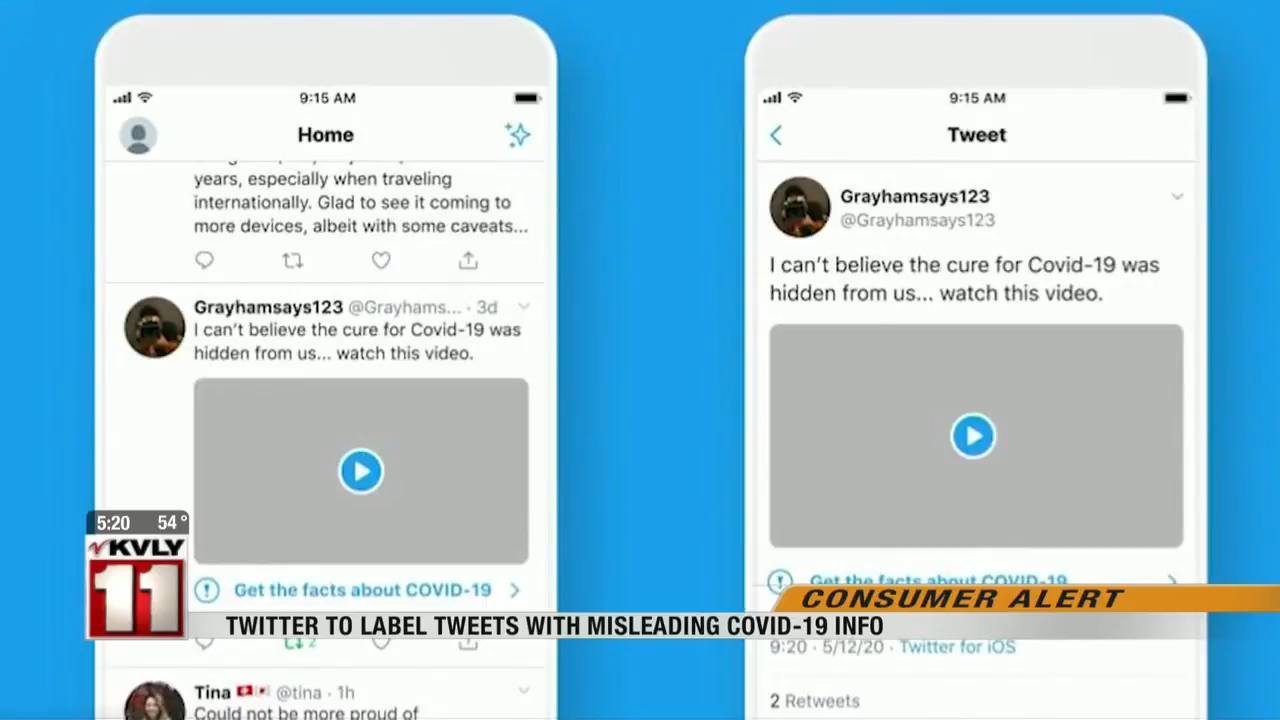 9:15 AM
Home
years, especially when traveling
internationally. Glad to see it coming to
more devices, albeit with some caveats...
Grayhamsays123 @Grayhams... · 3d
I can't believe the cure for Covid-19 was
hidden from us... watch this video.
Get the facts about COVID-19
2
Tina @tina · 1h
Could not be more proud of
9:15 AM
Tweet
Grayhamsays123
@Grayhamsays123
I can't believe the cure for Covid-19 was
hidden from us... watch this video.
Get the facts about COVID-19
9:20 · 5/12/20 · Twitter for iOS
2 Retweets
5:20 54°
KVLY
11
CONSUMER ALERT
TWITTER TO LABEL TWEETS WITH MISLEADING COVID-19 INFO